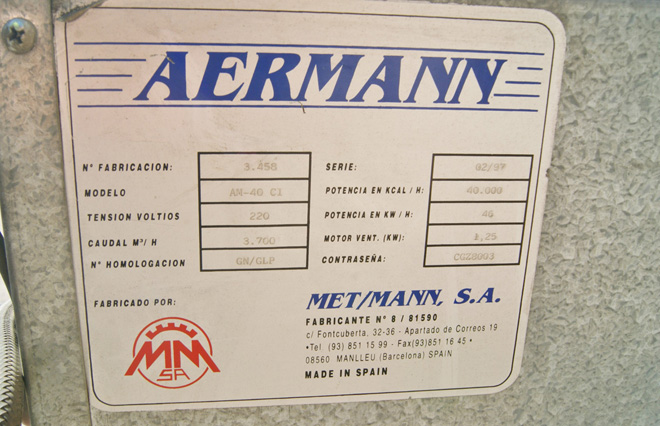 AERMANN
Nº FABRICACION: 3.458 SERIE: 02/97
MODELO AM-40 C1 POTENCIA EN KCAL / H: 40.000
TENSION VOLTIOS 220 POTENCIA EN KW / H: 46
CAUDAL M³/ H 3.700 MOTOR VENT. (KW): 1,25
Nº HOMOLOGACION GN/GLP CONTRASEÑA:
FABRICADO POR: MET/MANN, S.A.
FABRICANTE Nº 8 / 81590
c/ Fontcuberta, 32-36 - Apartado de Correos 19
•Tel. (93) 851 15 99 - Fax(93)851 16 45 •
08560 MANLLEU (Barcelona) SPAIN
MADE IN SPAIN
MM
SA